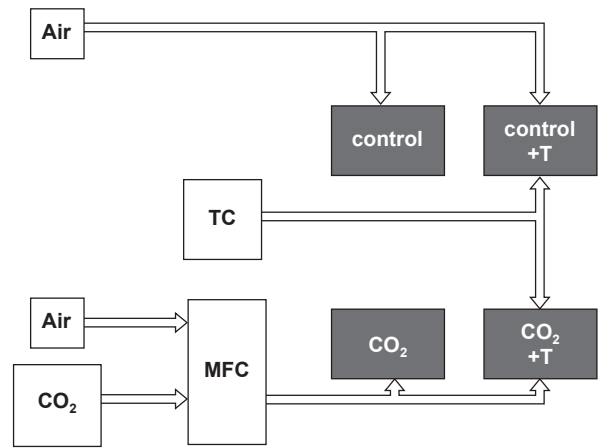 Air
control
control
+T
TC
Air
MFC
CO₂
CO₂
+T
CO₂